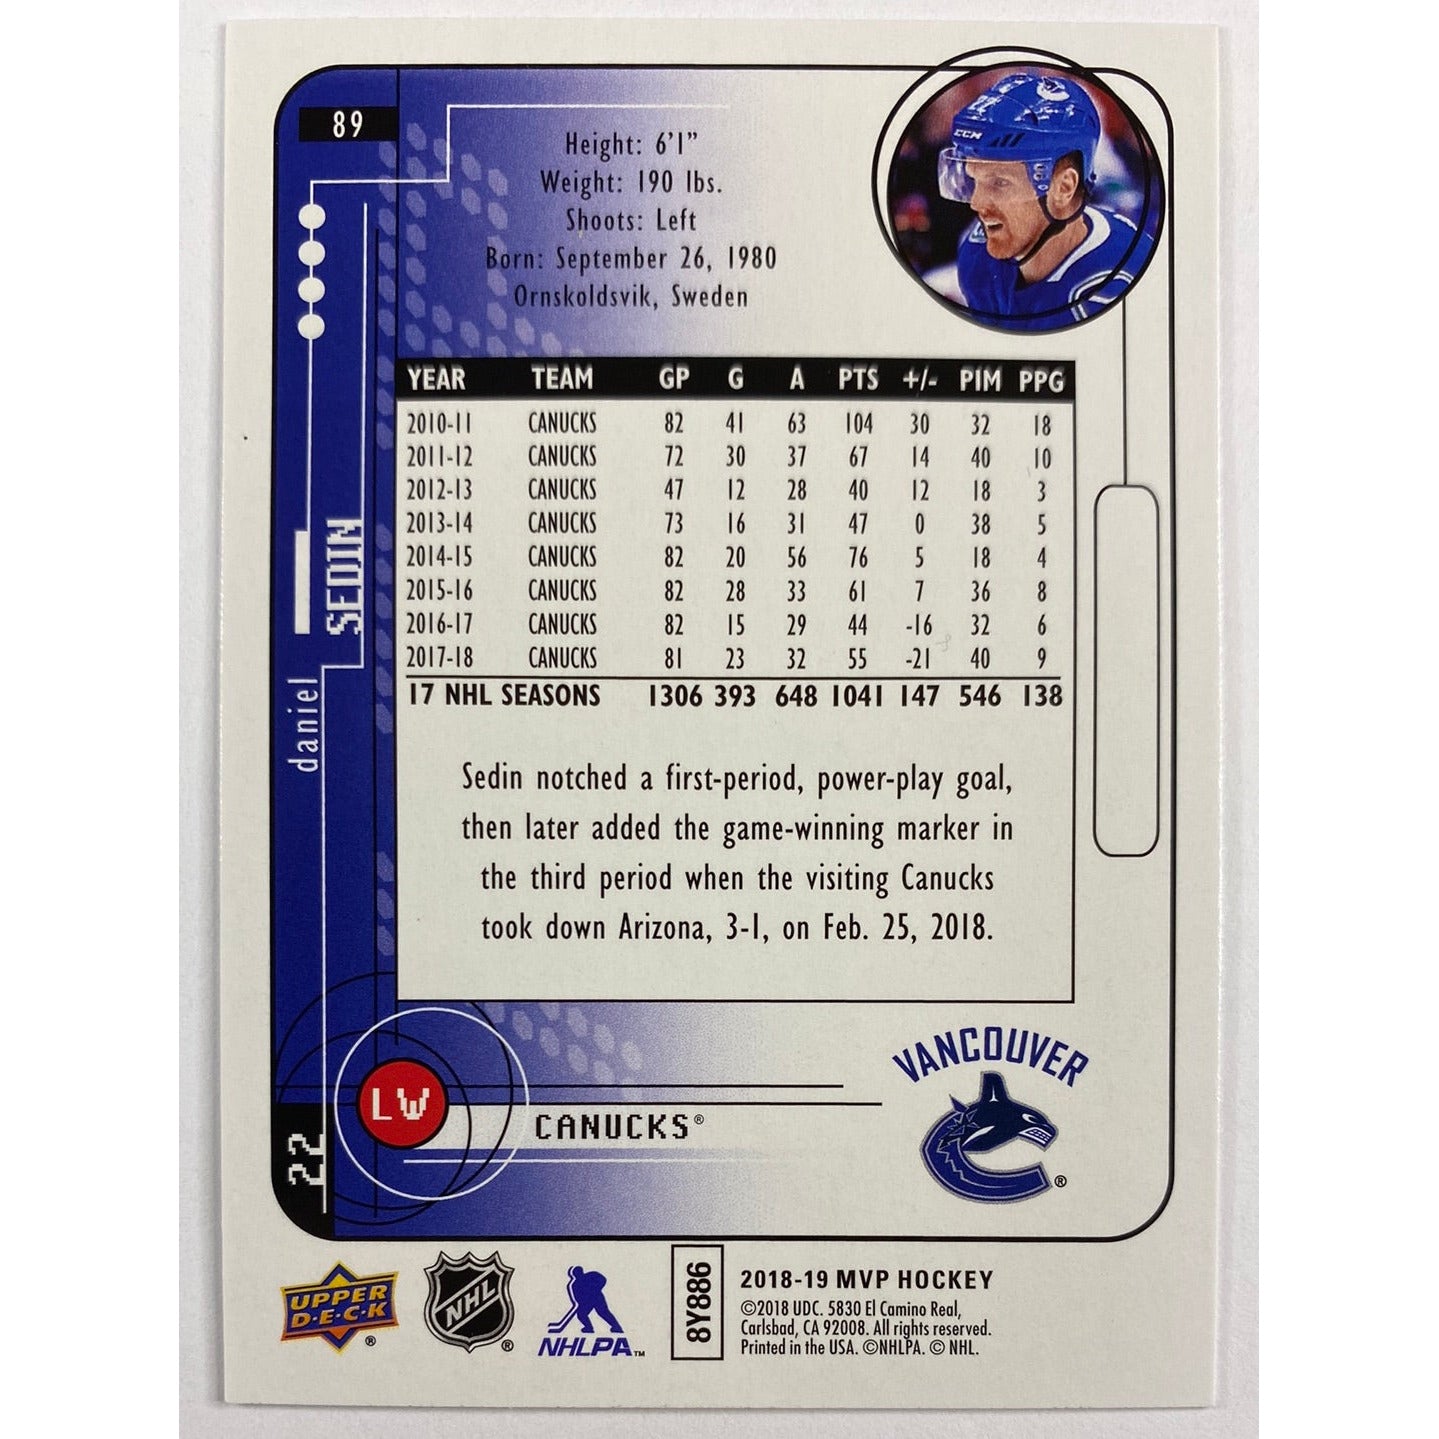 89
Height: 6'1"
Weight: 190 lbs.
Shoots: Left
Born: September 26, 1980
Ornskoldsvik, Sweden
CCM
daniel SEDIN
YEAR TEAM GP G A PTS +/- PIM PPG
2010-11 CANUCKS 82 41 63 104 30 32 18
2011-12 CANUCKS 72 30 37 67 14 40 10
2012-13 CANUCKS 47 12 28 40 12 18 3
2013-14 CANUCKS 73 16 31 47 0 38 5
2014-15 CANUCKS 82 20 56 76 5 18 4
2015-16 CANUCKS 82 28 33 61 7 36 8
2016-17 CANUCKS 82 15 29 44 -16 32 6
2017-18 CANUCKS 81 23 32 55 -21 40 9
17 NHL SEASONS 1306 393 648 1041 147 546 138
Sedin notched a first-period, power-play goal,
then later added the game-winning marker in
the third period when the visiting Canucks
took down Arizona, 3-1, on Feb. 25, 2018.
VANCOUVER
®
LW
CANUCKS®
22
UPPER
D·E·C·K
®
NHL®
NHLPA™
8Y886
2018-19 MVP HOCKEY
©2018 UDC. 5830 El Camino Real,
Carlsbad, CA 92008. All rights reserved.
Printed in the USA. ©NHLPA. © NHL.